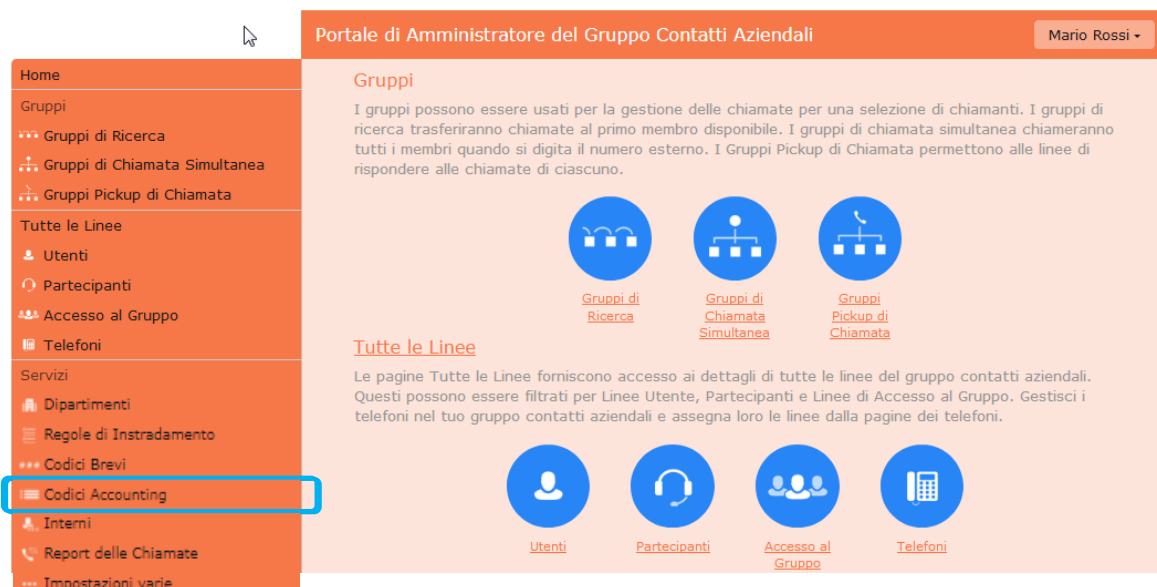 Portale di Amministratore del Gruppo Contatti Aziendali
Mario Rossi
Home
Gruppi
Gruppi di Ricerca
Gruppi di Chiamata Simultanea
Gruppi Pickup di Chiamata
Tutte le Linee
Utenti
Partecipanti
Accesso al Gruppo
Telefoni
Servizi
Dipartimenti
Regole di Instradamento
Codici Brevi
Codici Accounting
Interni
Report delle Chiamate
Impostazioni varie
Gruppi
I gruppi possono essere usati per la gestione delle chiamate per una selezione di chiamanti. I gruppi di
ricerca trasferiranno chiamate al primo membro disponibile. I gruppi di chiamata simultanea chiameranno
tutti i membri quando si digita il numero esterno. I Gruppi Pickup di Chiamata permettono alle linee di
rispondere alle chiamate di ciascuno.
Gruppi di
Ricerca
Gruppi di
Chiamata
Simultanea
Gruppi
Pickup di
Chiamata
Tutte le Linee
Le pagine Tutte le Linee forniscono accesso ai dettagli di tutte le linee del gruppo contatti aziendali.
Questi possono essere filtrati per Linee Utente, Partecipanti e Linee di Accesso al Gruppo. Gestisci i
telefoni nel tuo gruppo contatti aziendali e assegna loro le linee dalla pagine dei telefoni.
Utenti
Partecipanti
Accesso al
Gruppo
Telefoni